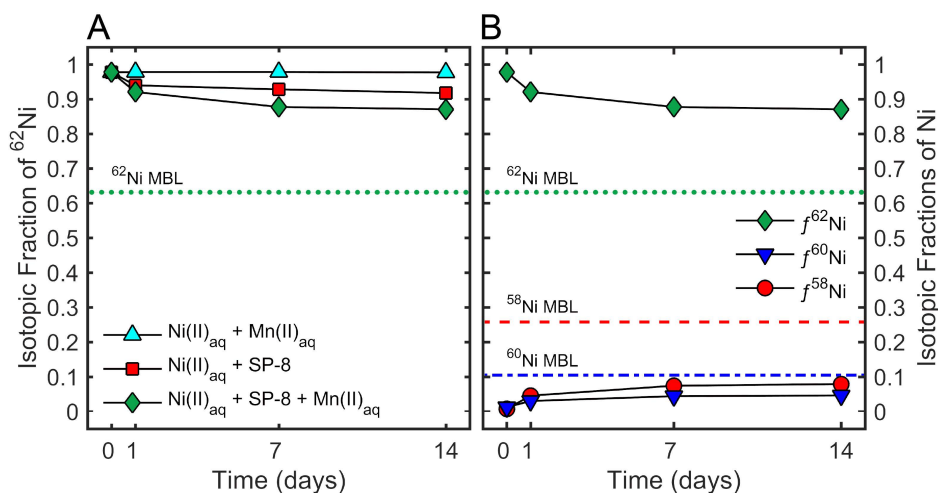 A
Isotopic Fraction of ⁶²Ni
1
0.9
0.8
0.7
0.6
0.5
0.4
0.3
0.2
0.1
0
⁶²Ni MBL
Ni(II)aq + Mn(II)aq
Ni(II)aq + SP-8
Ni(II)aq + SP-8 + Mn(II)aq
0 1 7 14
Time (days)
B
⁶²Ni MBL
ƒ⁶²Ni
ƒ⁶⁰Ni
ƒ⁵⁸Ni
⁵⁸Ni MBL
⁶⁰Ni MBL
0 1 7 14
Time (days)
1
0.9
0.8
0.7
0.6
0.5
0.4
0.3
0.2
0.1
0
Isotopic Fractions of Ni